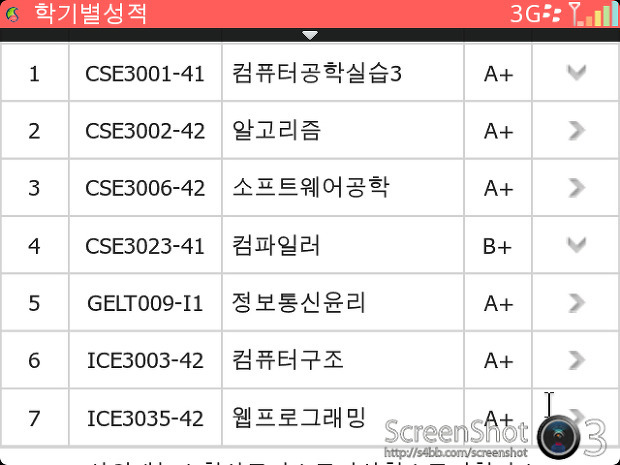 학기별성적 3G
1 CSE3001-41 컴퓨터공학실습3 A+
2 CSE3002-42 알고리즘 A+
3 CSE3006-42 소프트웨어공학 A+
4 CSE3023-41 컴파일러 B+
5 GELT009-I1 정보통신윤리 A+
6 ICE3003-42 컴퓨터구조 A+
7 ICE3035-42 웹프로그래밍 A+
ScreenShot 3
http://s4bb.com/screenshot